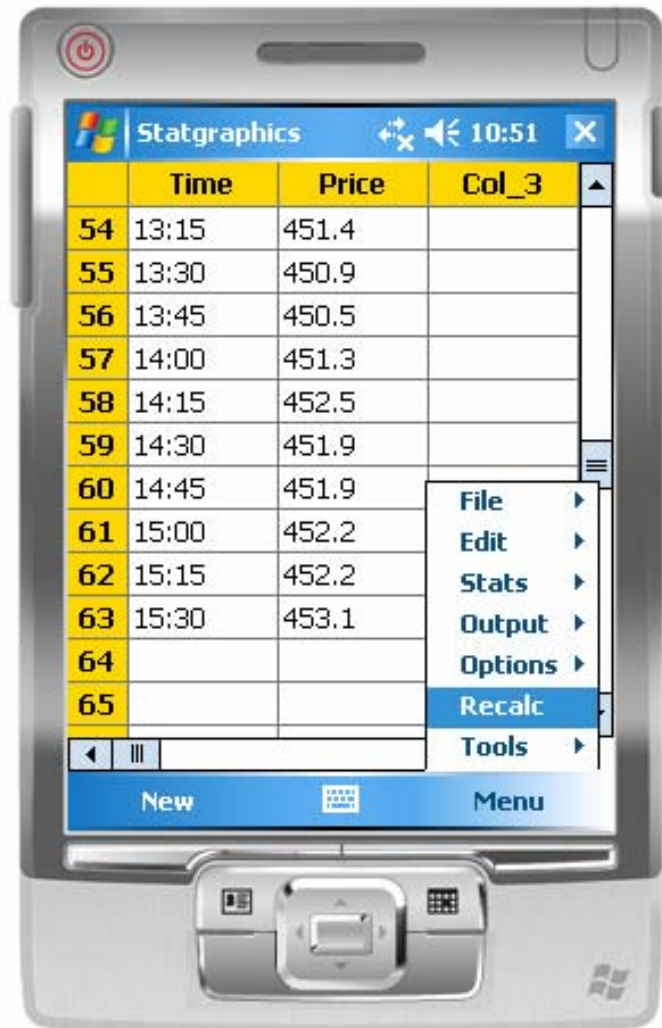 Statgraphics 10:51
Time Price Col_3
54 13:15 451.4
55 13:30 450.9
56 13:45 450.5
57 14:00 451.3
58 14:15 452.5
59 14:30 451.9
60 14:45 451.9
61 15:00 452.2
62 15:15 452.2
63 15:30 453.1
64
65
File
Edit
Stats
Output
Options
Recalc
Tools
New Menu